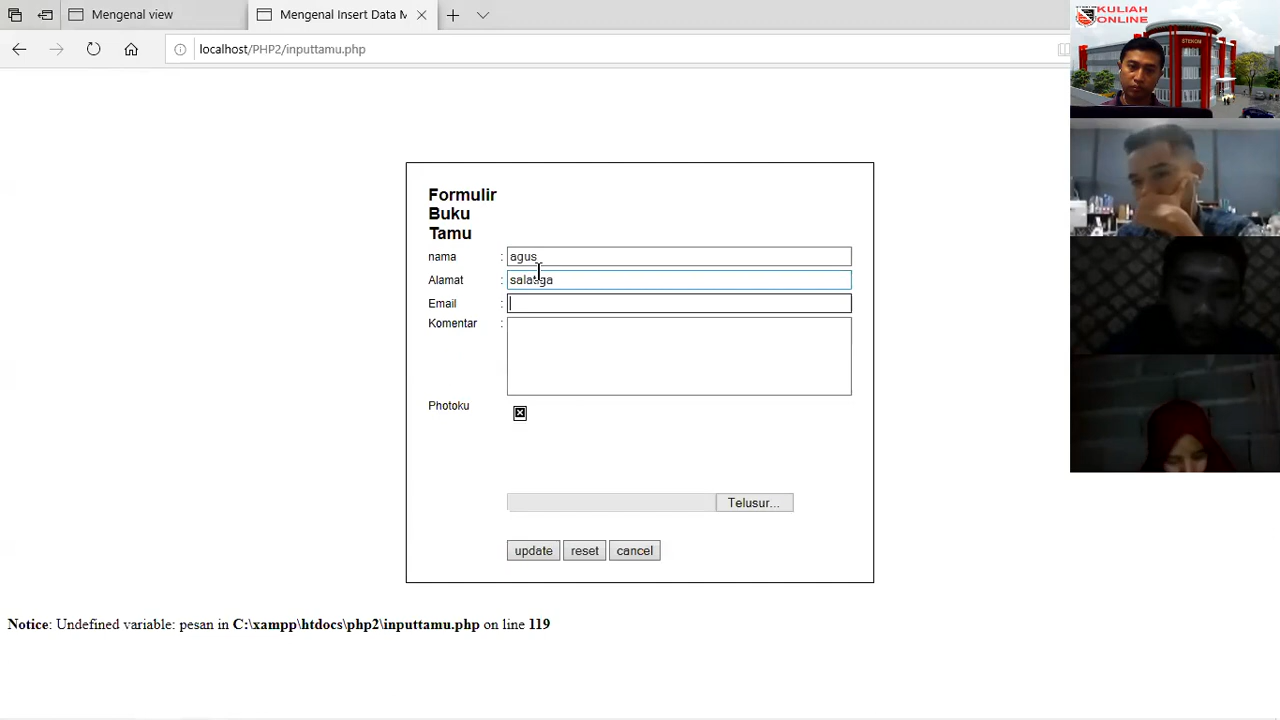 Mengenal view
Mengenal Insert Data M
localhost/PHP2/inputtamu.php
KULIAH
ONLINE
STEKOM
Formulir
Buku
Tamu
nama : agus
Alamat : salatiga
Email :
Komentar :
Photoku
Telusur...
update reset cancel
Notice: Undefined variable: pesan in C:\xampp\htdocs\php2\inputtamu.php on line 119